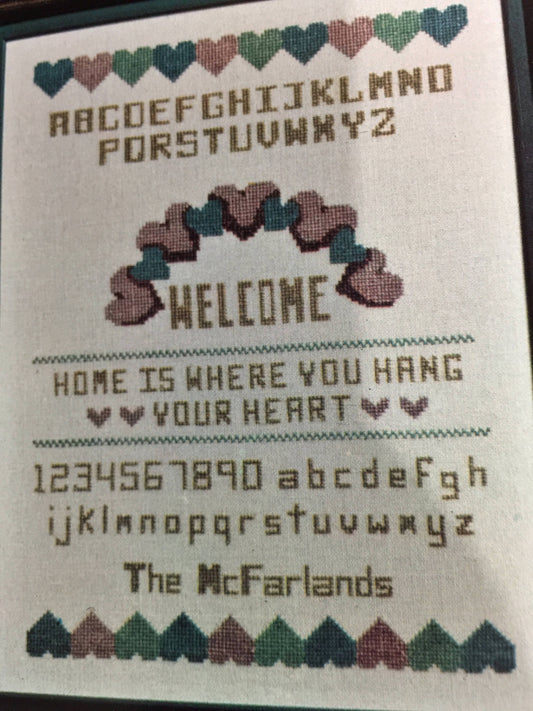 ABCDEFGHIJKLMNO
PQRSTUVWXYZ
WELCOME
HOME IS WHERE YOU HANG
YOUR HEART
1234567890 abcdefgh
ijklmnopqrstuvwxyz
The McFarlands